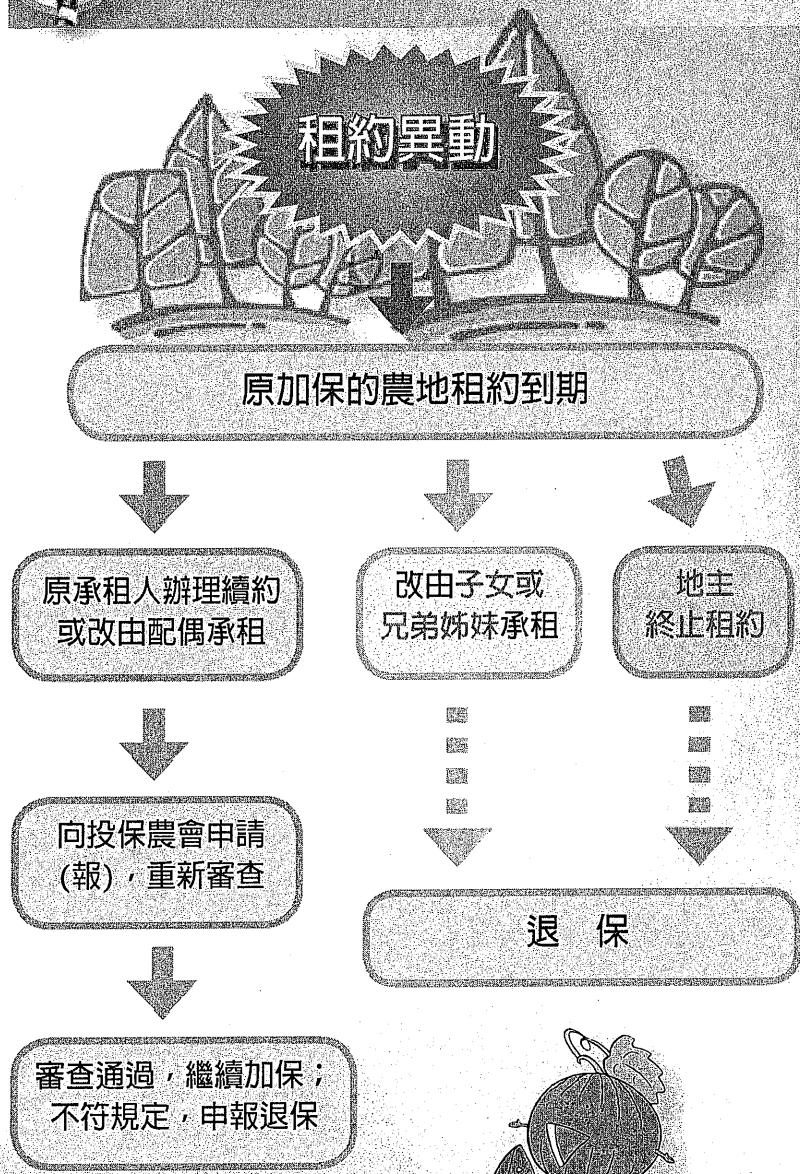 租約異動
原加保的農地租約到期
原承租人辦理續約
或改由配偶承租
改由子女或
兄弟姊妹承租
地主
終止租約
向投保農會申請
(報)，重新審查
退 保
審查通過，繼續加保；
不符規定，申報退保